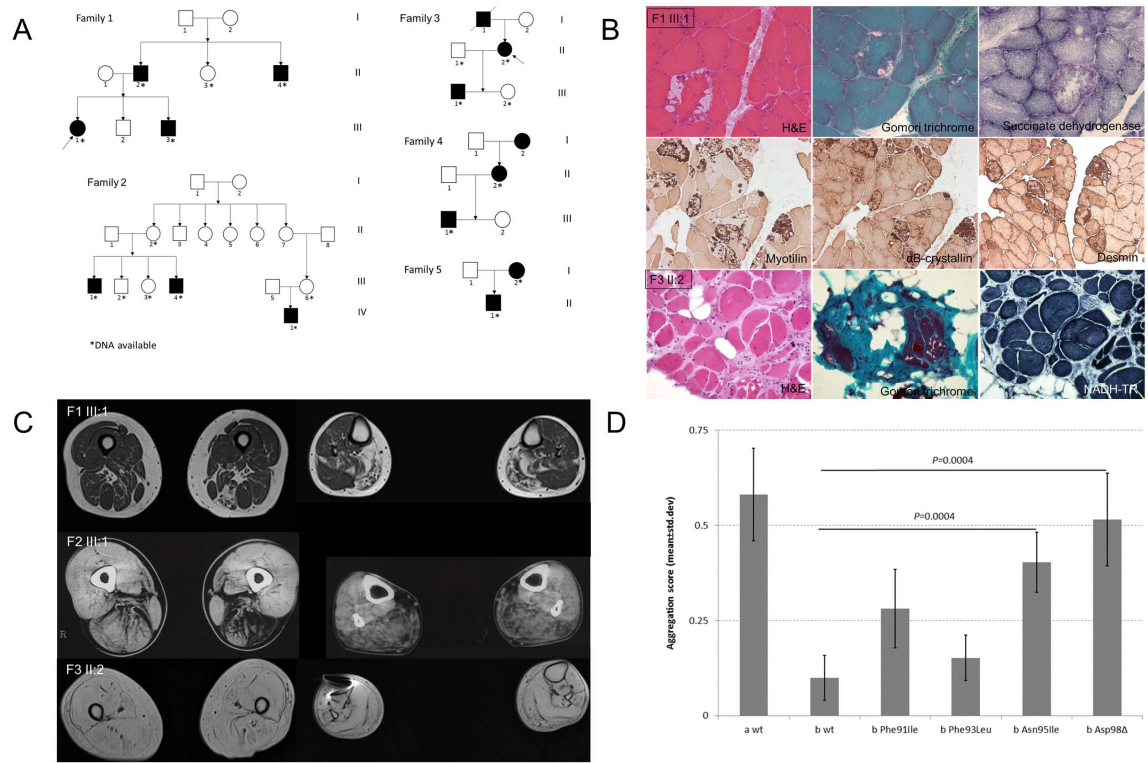 A
Family 1
1
2
I
1
2*
3*
4*
II
1*
2
3*
III
Family 2
1
2
I
1
2*
3
4
5
6
7
8
II
1*
2*
3*
4*
5
6*
III
1*
IV
*DNA available
Family 3
1
2
I
1*
2*
II
1*
2*
III
Family 4
1
2
I
1
2*
II
1*
2
III
Family 5
1
2*
I
1*
II
B
F1 III:1
H&E
Gomori trichrome
Succinate dehydrogenase
Myotilin
αB-crystallin
Desmin
F3 II:2
H&E
Gomori trichrome
NADH-TR
C
F1 III:1
F2 III:1
R
F3 II:2
D
Aggregation score (mean±std.dev)
0.75
0.5
0.25
0
P=0.0004
P=0.0004
a wt
b wt
b Phe91Ile
b Phe93Leu
b Asn95Ile
b Asp98Δ